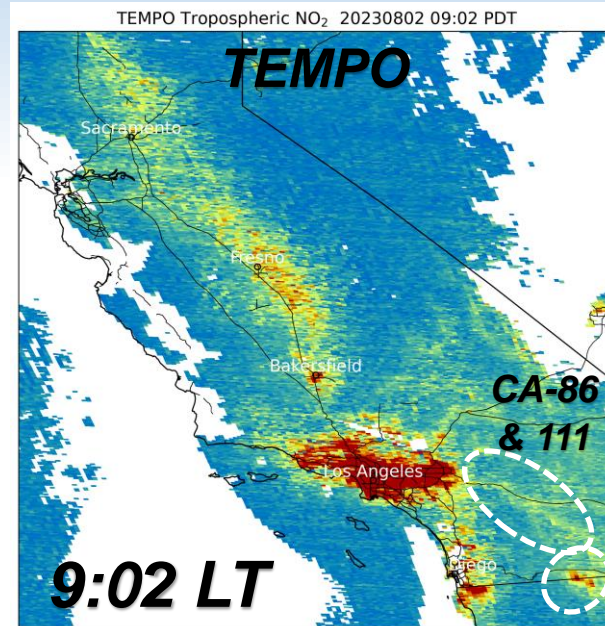 TEMPO Tropospheric NO₂ 20230802 09:02 PDT
TEMPO
Sacramento
Fresno
Bakersfield
CA-86
& 111
Los Angeles
Diego
9:02 LT